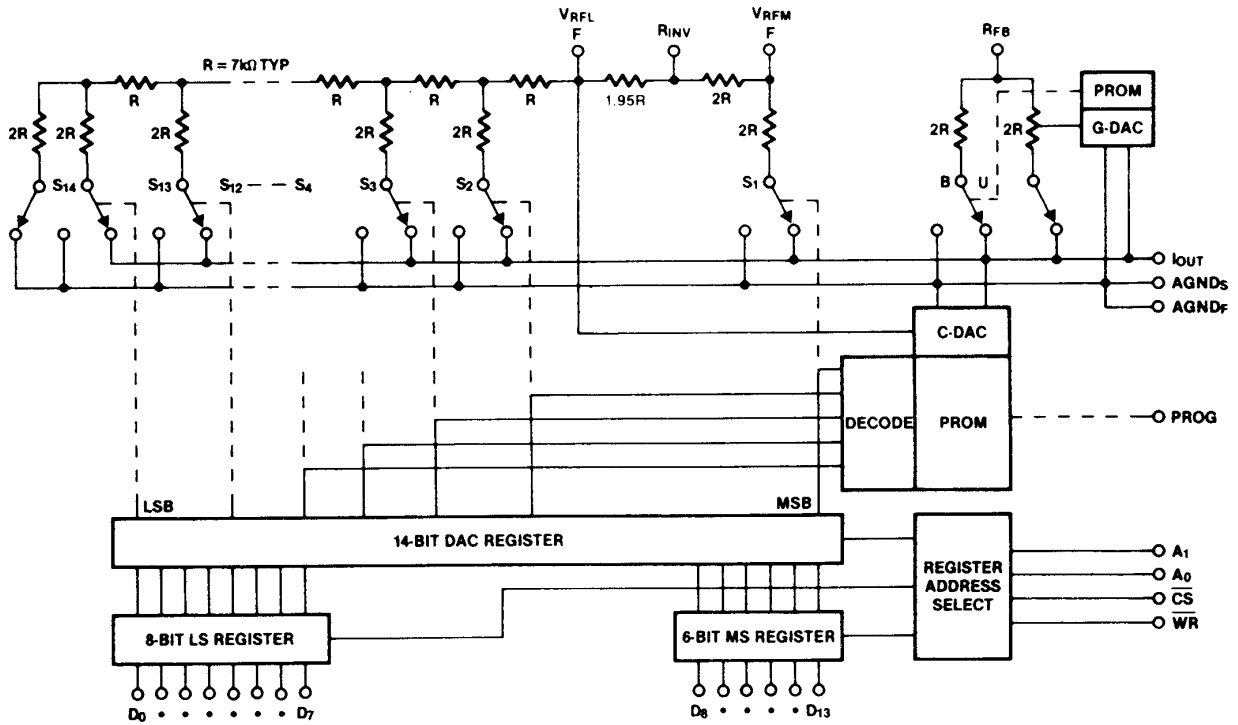 VRFL RINV VRFM RFB
F F
R = 7kΩ TYP
R R R R 1.95R 2R
PROM
G-DAC
2R 2R 2R 2R 2R 2R 2R 2R
S14 S13 S12 S4 S3 S2 S1 B U
IOUT
AGNDS
AGNDF
C-DAC
DECODE PROM PROG
LSB MSB
14-BIT DAC REGISTER
REGISTER
ADDRESS
SELECT
A1
A0
CS
WR
8-BIT LS REGISTER 6-BIT MS REGISTER
D0 • • • • • • D7 D8 • • • • D13